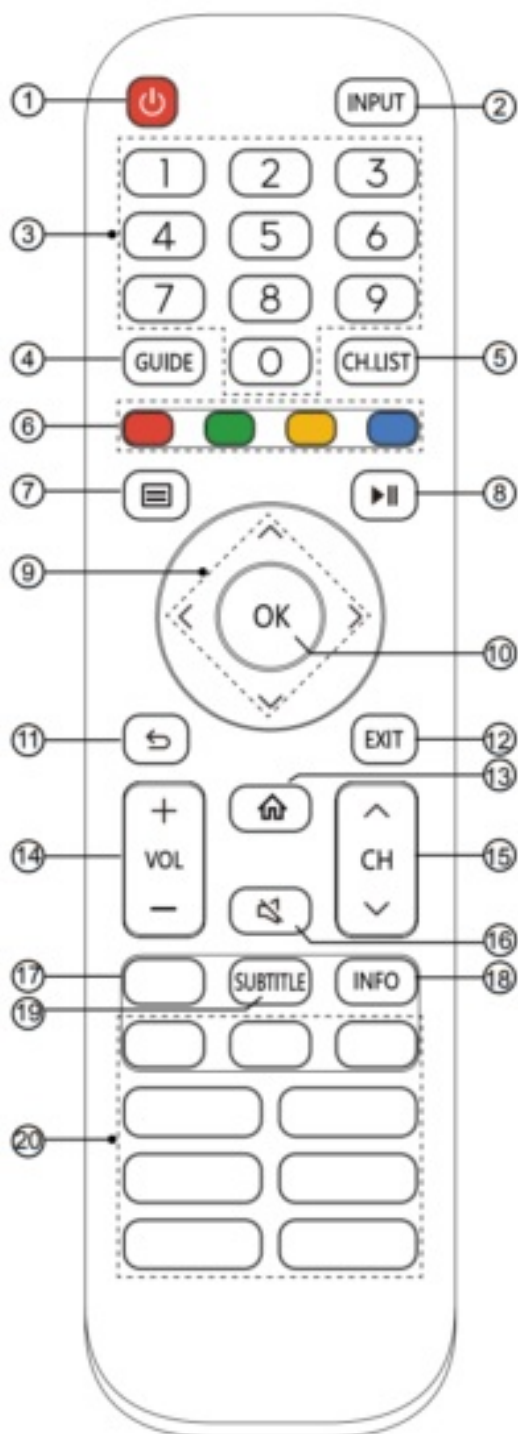 ① ② INPUT
1 2 3
③ 4 5 6
7 8 9
④ GUIDE 0 CH.LIST ⑤
⑥
⑦ ⑧
⑨
OK
⑩
⑪ EXIT ⑫
⑬
+
⑭ VOL CH ⑮
−
⑯
⑰ SUBTITLE INFO ⑱
⑲
⑳